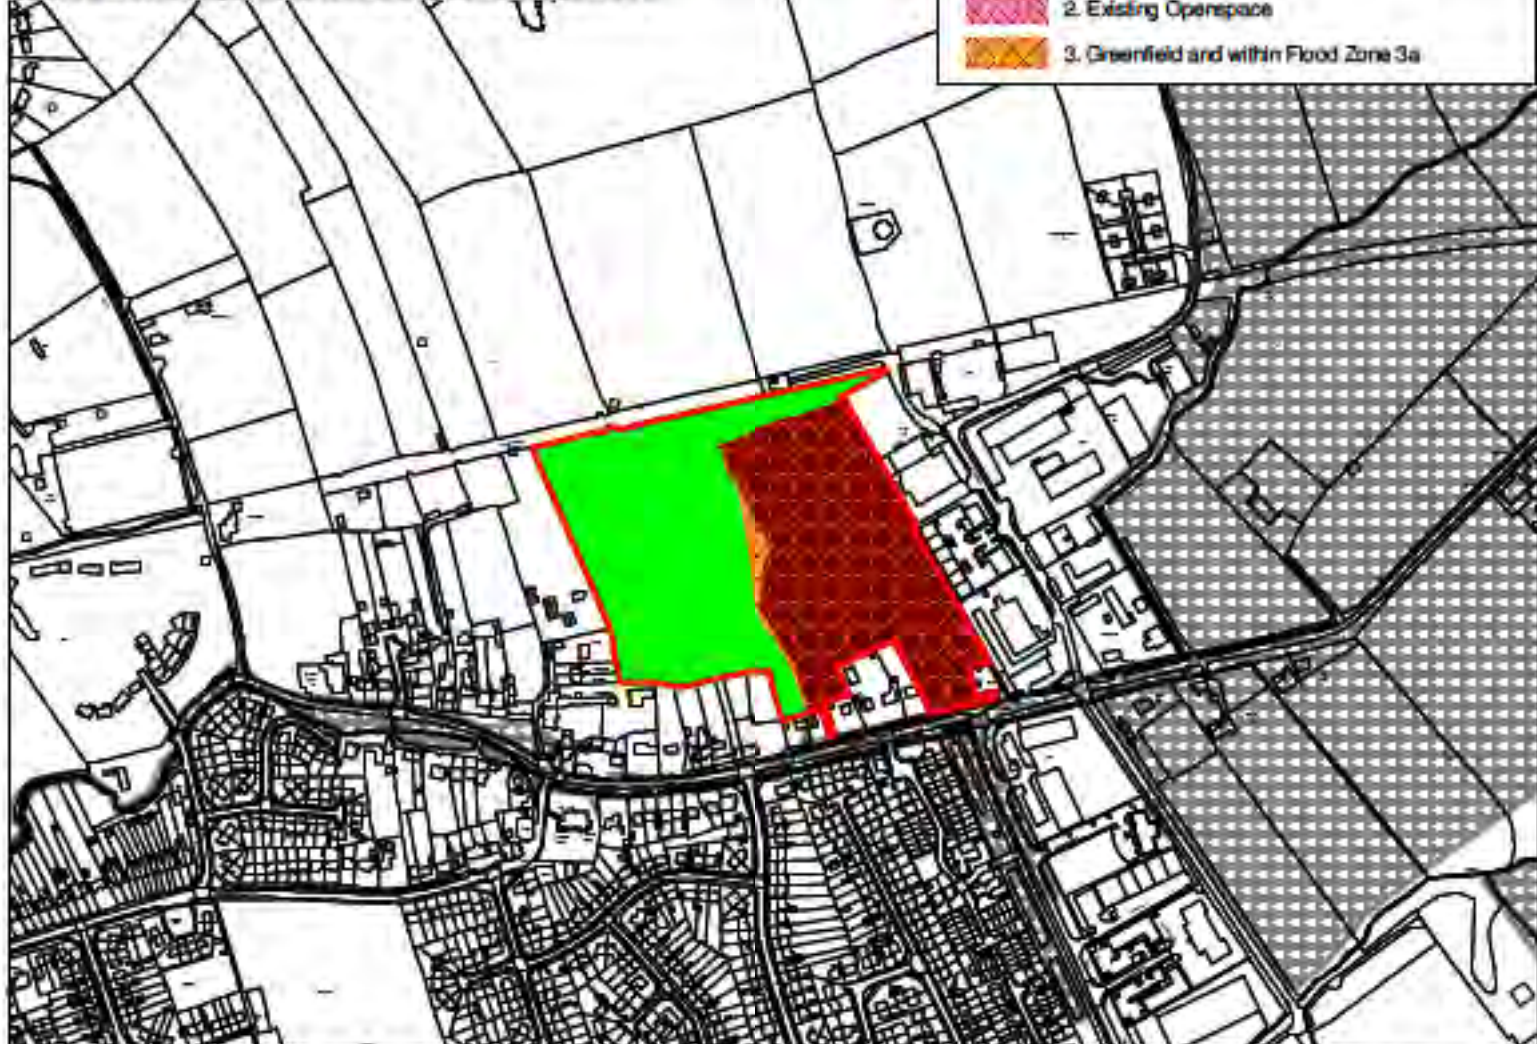 2. Existing Openspace
3. Greenfield and within Flood Zone 3a